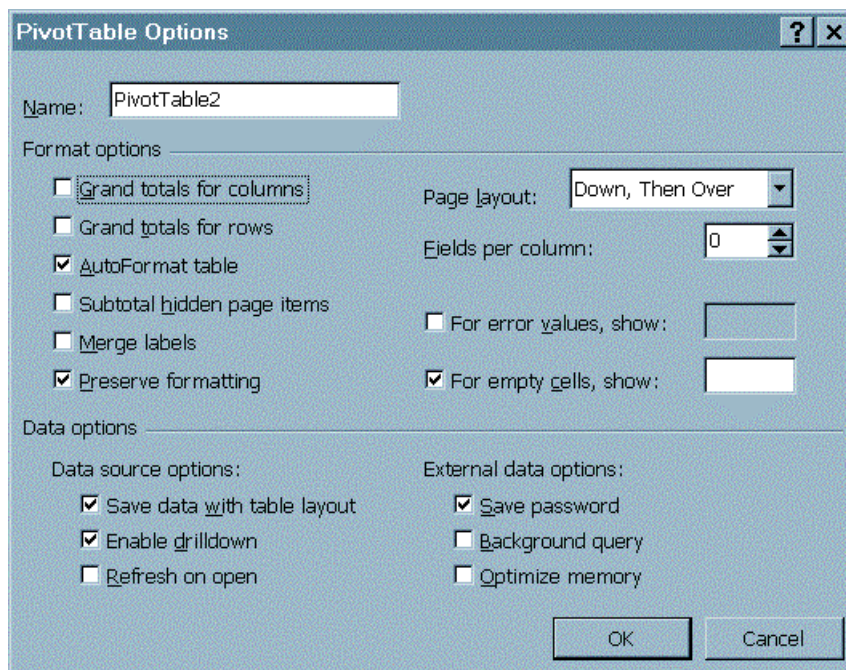 PivotTable Options
Name: PivotTable2
Format options
Grand totals for columns
Grand totals for rows
AutoFormat table
Subtotal hidden page items
Merge labels
Preserve formatting
Page layout: Down, Then Over
Fields per column: 0
For error values, show:
For empty cells, show:
Data options
Data source options:
Save data with table layout
Enable drilldown
Refresh on open
External data options:
Save password
Background query
Optimize memory
OK Cancel